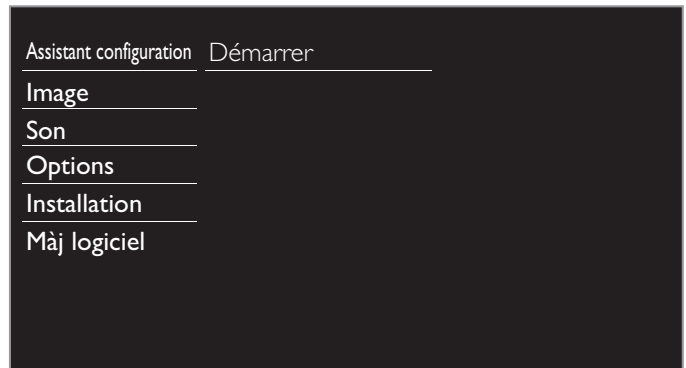 Assistant configuration Démarrer
Image
Son
Options
Installation
Màj logiciel